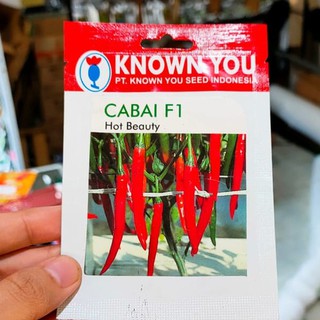 KNOWN YOU
PT. KNOWN YOU SEED INDONESIA
CABAI F1
Hot Beauty